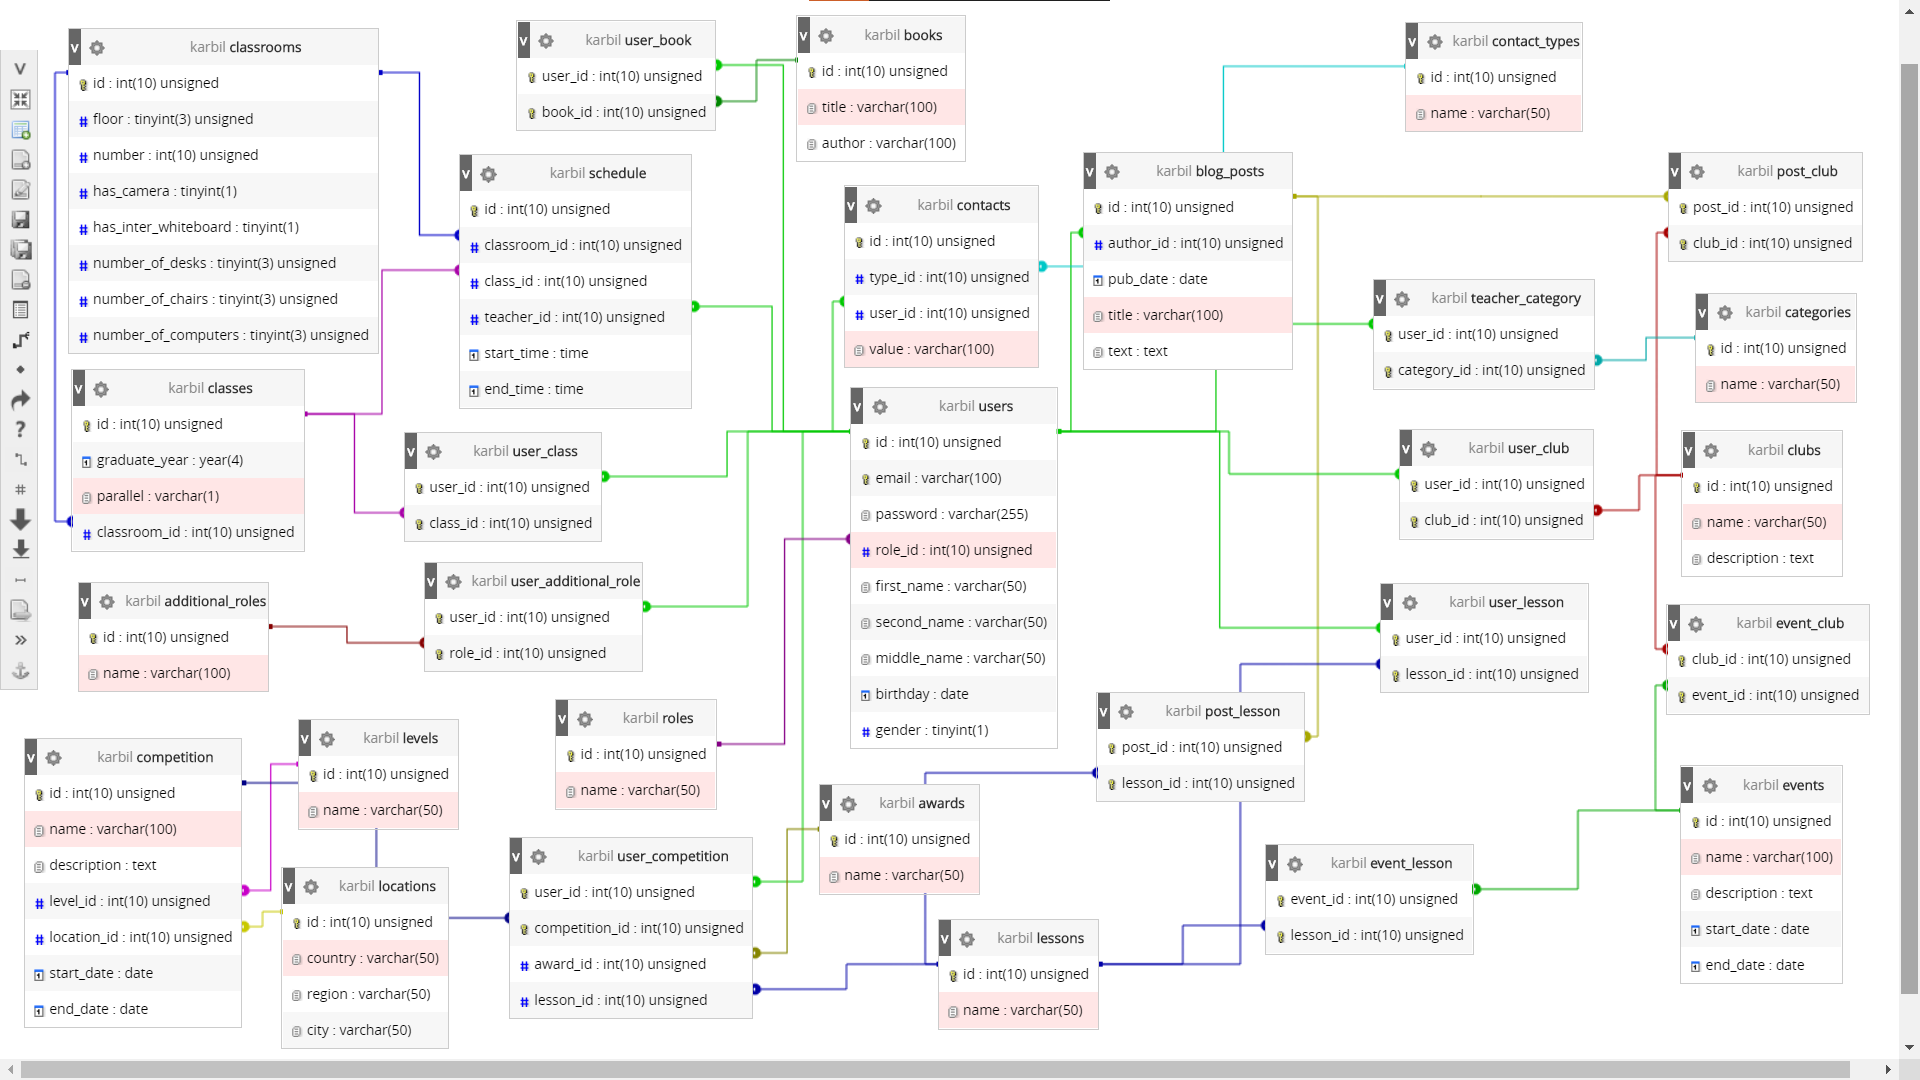 karbil classrooms
id : int(10) unsigned
floor : tinyint(3) unsigned
number : int(10) unsigned
has_camera : tinyint(1)
has_inter_whiteboard : tinyint(1)
number_of_desks : tinyint(3) unsigned
number_of_chairs : tinyint(3) unsigned
number_of_computers : tinyint(3) unsigned
karbil user_book
user_id : int(10) unsigned
book_id : int(10) unsigned
karbil books
id : int(10) unsigned
title : varchar(100)
author : varchar(100)
karbil contact_types
id : int(10) unsigned
name : varchar(50)
karbil schedule
id : int(10) unsigned
classroom_id : int(10) unsigned
class_id : int(10) unsigned
teacher_id : int(10) unsigned
start_time : time
end_time : time
karbil contacts
id : int(10) unsigned
type_id : int(10) unsigned
user_id : int(10) unsigned
value : varchar(100)
karbil blog_posts
id : int(10) unsigned
author_id : int(10) unsigned
pub_date : date
title : varchar(100)
text : text
karbil post_club
post_id : int(10) unsigned
club_id : int(10) unsigned
karbil teacher_category
user_id : int(10) unsigned
category_id : int(10) unsigned
karbil categories
id : int(10) unsigned
name : varchar(50)
karbil classes
id : int(10) unsigned
graduate_year : year(4)
parallel : varchar(1)
classroom_id : int(10) unsigned
karbil user_class
user_id : int(10) unsigned
class_id : int(10) unsigned
karbil users
id : int(10) unsigned
email : varchar(100)
password : varchar(255)
role_id : int(10) unsigned
first_name : varchar(50)
second_name : varchar(50)
middle_name : varchar(50)
birthday : date
gender : tinyint(1)
karbil user_club
user_id : int(10) unsigned
club_id : int(10) unsigned
karbil clubs
id : int(10) unsigned
name : varchar(50)
description : text
karbil additional_roles
id : int(10) unsigned
name : varchar(100)
karbil user_additional_role
user_id : int(10) unsigned
role_id : int(10) unsigned
karbil user_lesson
user_id : int(10) unsigned
lesson_id : int(10) unsigned
karbil event_club
club_id : int(10) unsigned
event_id : int(10) unsigned
karbil roles
id : int(10) unsigned
name : varchar(50)
karbil post_lesson
post_id : int(10) unsigned
lesson_id : int(10) unsigned
karbil competition
id : int(10) unsigned
name : varchar(100)
description : text
level_id : int(10) unsigned
location_id : int(10) unsigned
start_date : date
end_date : date
karbil levels
id : int(10) unsigned
name : varchar(50)
karbil locations
id : int(10) unsigned
country : varchar(50)
region : varchar(50)
city : varchar(50)
karbil user_competition
user_id : int(10) unsigned
competition_id : int(10) unsigned
award_id : int(10) unsigned
lesson_id : int(10) unsigned
karbil awards
id : int(10) unsigned
name : varchar(50)
karbil lessons
id : int(10) unsigned
name : varchar(50)
karbil event_lesson
event_id : int(10) unsigned
lesson_id : int(10) unsigned
karbil events
id : int(10) unsigned
name : varchar(100)
description : text
start_date : date
end_date : date